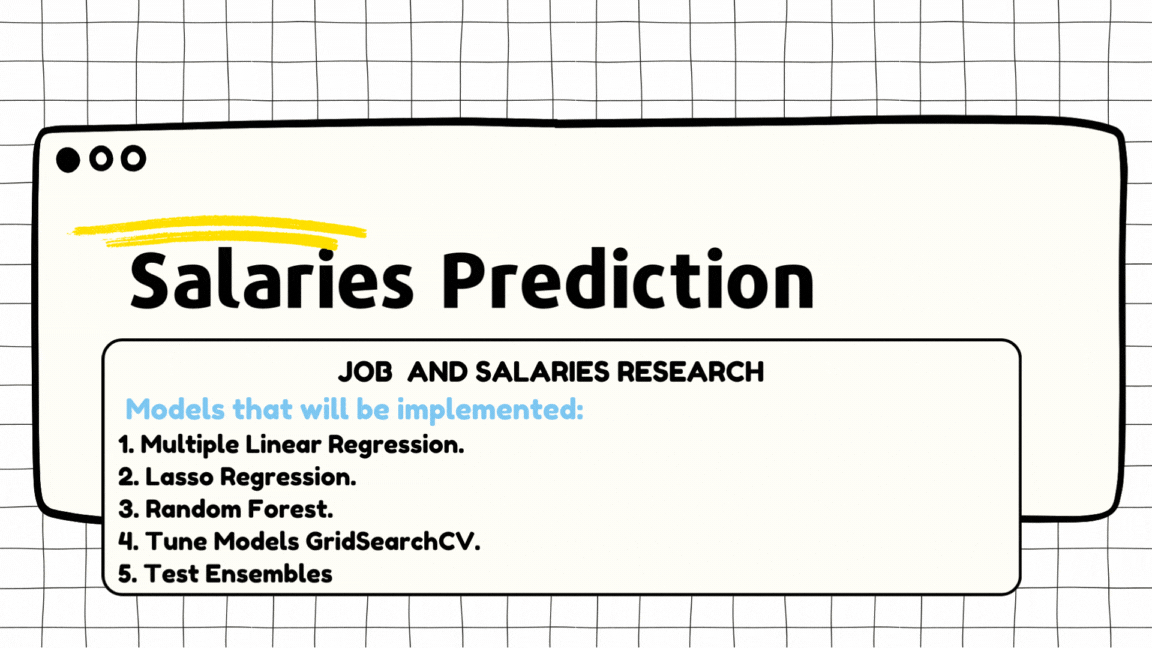 Salaries Prediction
JOB AND SALARIES RESEARCH
Models that will be implemented:
1. Multiple Linear Regression.
2. Lasso Regression.
3. Random Forest.
4. Tune Models GridSearchCV.
5. Test Ensembles